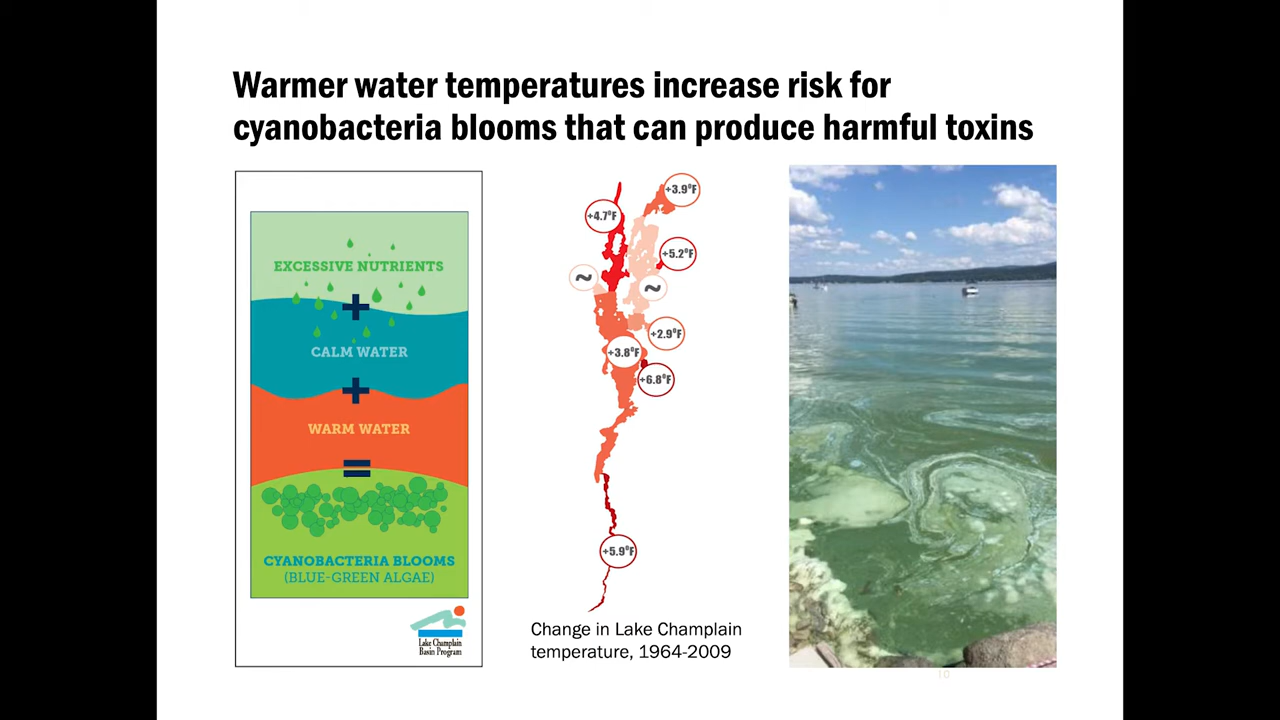 Warmer water temperatures increase risk for
cyanobacteria blooms that can produce harmful toxins
EXCESSIVE NUTRIENTS
+
CALM WATER
+
WARM WATER
=
CYANOBACTERIA BLOOMS
(BLUE-GREEN ALGAE)
Lake Champlain
Basin Program
+3.9°F
+4.7°F
+5.2°F
~
~
+2.9°F
+3.8°F
+6.8°F
+5.9°F
Change in Lake Champlain
temperature, 1964-2009
10